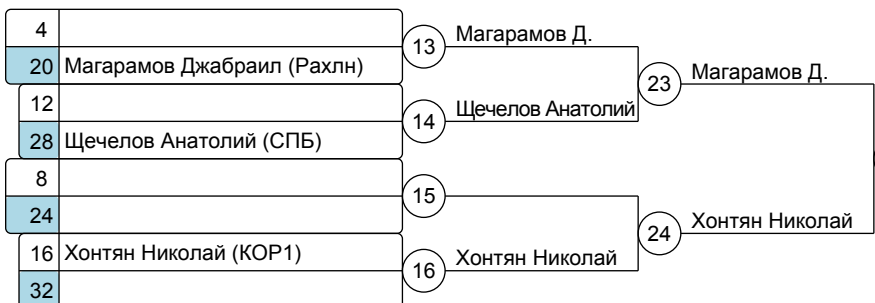 4
13
Магарамов Д.
20 Магарамов Джабраил (Рахлн)
23
Магарамов Д.
12
14
Щечелов Анатолий
28 Щечелов Анатолий (СПБ)
8
15
24
24
Хонтян Николай
16 Хонтян Николай (КОР1)
16
Хонтян Николай
32